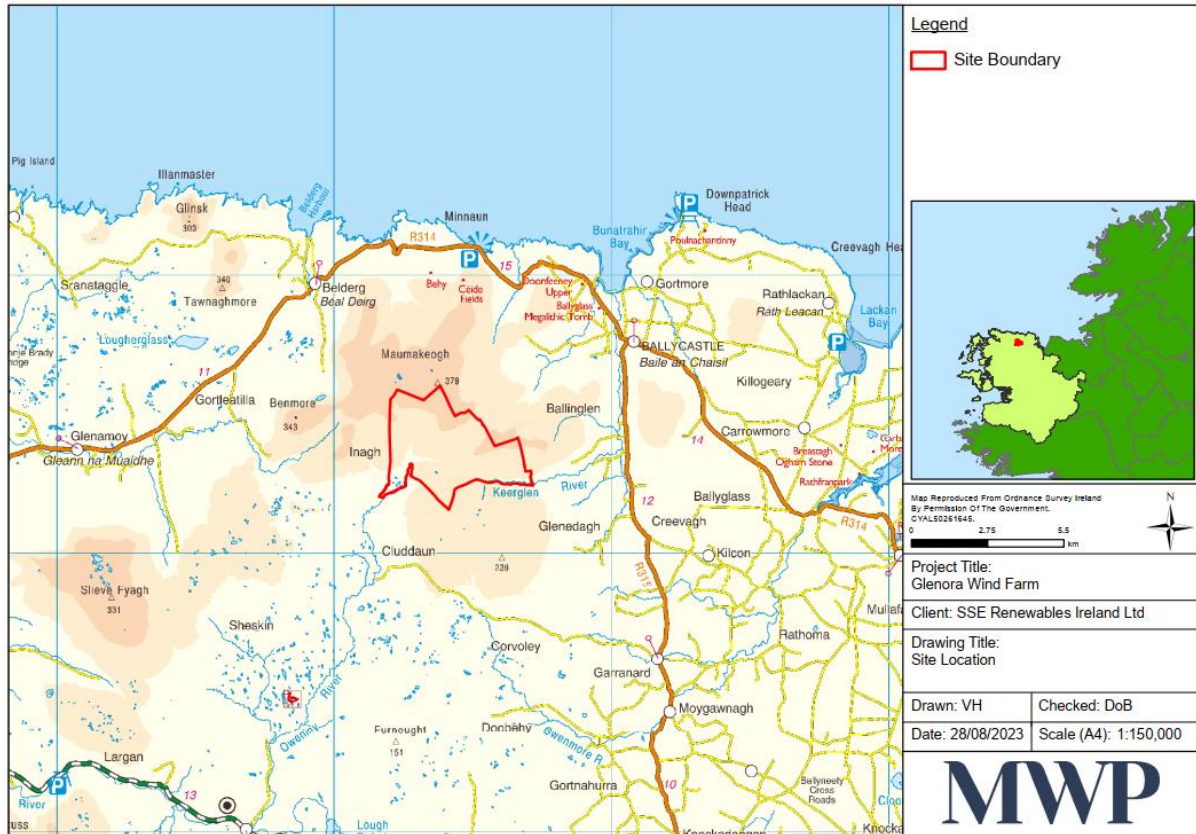 Pig Island
Illanmaster
Glinsk
303
Belderg
Harbour
Minnaun
R314
15
Bunatrahir
Bay
Downpatrick
Head
Poulnachantinny
Creevagh Hea
Sranataggle
340
Tawnaghmore
Belderg
Béal Deirg
Behy
Céide
Fields
Doonfeeney
Upper
Ballyglass
Megalithic Tomb
Gortmore
Rathlackan
Ráth Leacan
Lackan
Bay
Lougherglass
11
BALLYCASTLE
Baile an Chaisil
Maumakeogh
379
Killogeary
Gortleatilla
Benmore
343
Ballinglen
14
Carrowmore
Glenamoy
Gleann na Muaidhe
Inagh
Breastagh
Ogham Stone
Rathfranpark
Keerglen
River
12
Ballyglass
Glenedagh
Creevagh
R314
Cluddaun
239
R315
Kilcon
Slieve Fyagh
331
Sheskin
Corvoley
Rathoma
Garranard
Owenmore R
Moygawnagh
Furnought
151
Largan
13
Gortnahurra
10
Ballyneety
Cross
Roads
River
Lough
P
P
P
P
Legend
Site Boundary
Map Reproduced From Ordnance Survey Ireland
By Permission Of The Government.
CYAL50261645.
N
0 2.75 5.5
km
Project Title:
Glenora Wind Farm
Client: SSE Renewables Ireland Ltd
Drawing Title:
Site Location
Drawn: VH
Checked: DoB
Date: 28/08/2023
Scale (A4): 1:150,000
MWP